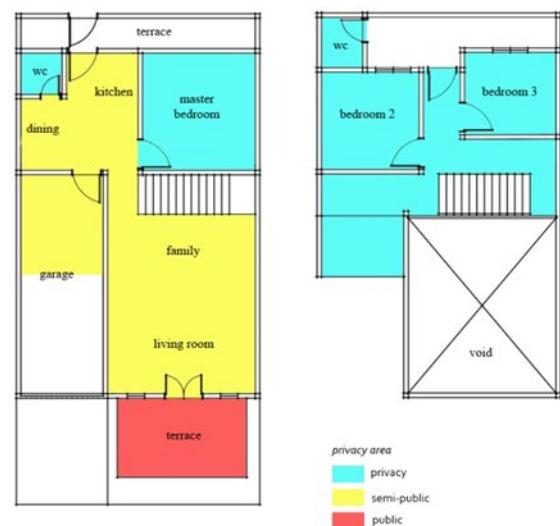 terrace
wc
kitchen
master
bedroom
dining
family
garage
living room
terrace
wc
bedroom 2
bedroom 3
void
privacy area
privacy
semi-public
public